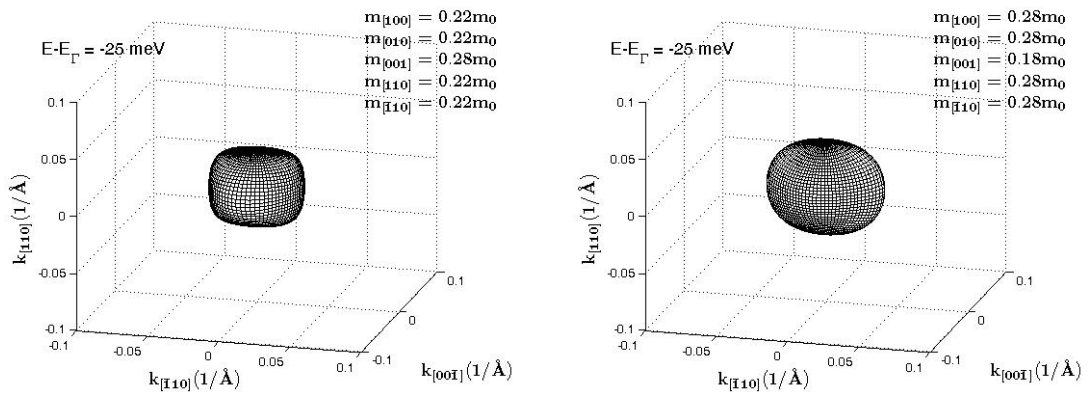 E-E_Γ = -25 meV
m_[100] = 0.22m_0
m_[010] = 0.22m_0
m_[001] = 0.28m_0
m_[110] = 0.22m_0
m_[1̄10] = 0.22m_0
0.1
0.05
0
-0.05
-0.1
k_[110](1/Å)
-0.1
-0.05
0
0.05
0.1
k_[1̄10](1/Å)
-0.1
0
0.1
k_[001̄](1/Å)
E-E_Γ = -25 meV
m_[100] = 0.28m_0
m_[010] = 0.28m_0
m_[001] = 0.18m_0
m_[110] = 0.28m_0
m_[1̄10] = 0.28m_0
0.1
0.05
0
-0.05
-0.1
k_[110](1/Å)
-0.1
-0.05
0
0.05
0.1
k_[1̄10](1/Å)
-0.1
0
0.1
k_[001̄](1/Å)